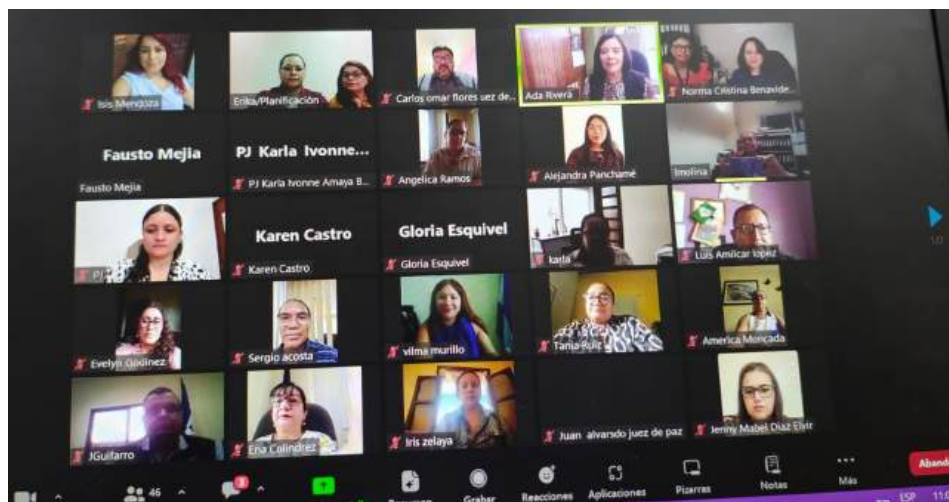 Isis Mendoza
Erika/Planificación
Carlos omar flores uez de...
Ada Rivera
Norma Cristina Benavide...
Fausto Mejia
Fausto Mejia
PJ Karla Ivonne...
PJ Karla Ivonne Amaya B...
Angelica Ramos
Alejandra Panchamé
lmolina
PJ
Karen Castro
Karen Castro
Gloria Esquivel
Gloria Esquivel
karla
Luis Amilcar lopez
Evelyn Godinez
Sergio acosta
vilma murillo
Tania Ruiz
America Moncada
JGuifarro
Ena Colindrez
Iris zelaya
Juan alvarado juez de paz
Jenny Mabel Diaz Elvir
46
3
Grabar
Reacciones
Aplicaciones
Pizarras
Notas
Más
ESP